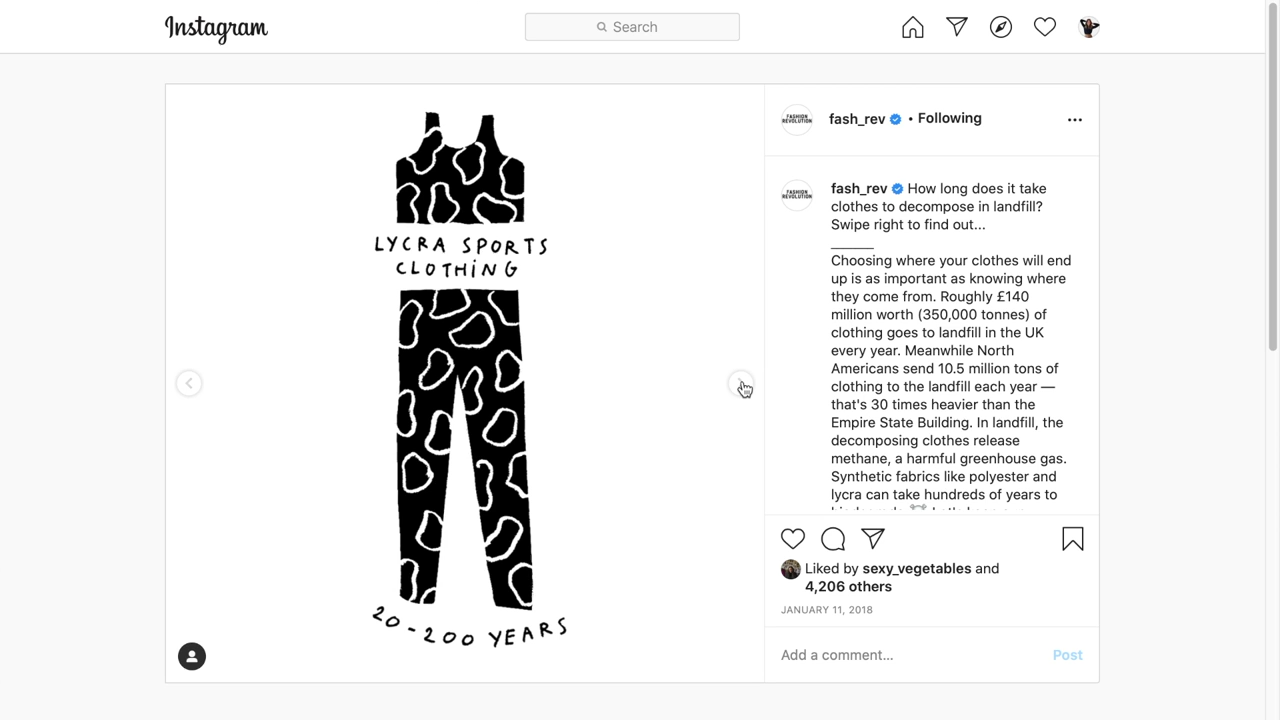 Instagram
Search
LYCRA SPORTS
CLOTHING
20-200 YEARS
FASHION
REVOLUTION
fash_rev • Following
FASHION
REVOLUTION
fash_rev How long does it take
clothes to decompose in landfill?
Swipe right to find out...
______
Choosing where your clothes will end
up is as important as knowing where
they come from. Roughly £140
million worth (350,000 tonnes) of
clothing goes to landfill in the UK
every year. Meanwhile North
Americans send 10.5 million tons of
clothing to the landfill each year —
that's 30 times heavier than the
Empire State Building. In landfill, the
decomposing clothes release
methane, a harmful greenhouse gas.
Synthetic fabrics like polyester and
lycra can take hundreds of years to
Liked by sexy_vegetables and
4,206 others
JANUARY 11, 2018
Add a comment...
Post